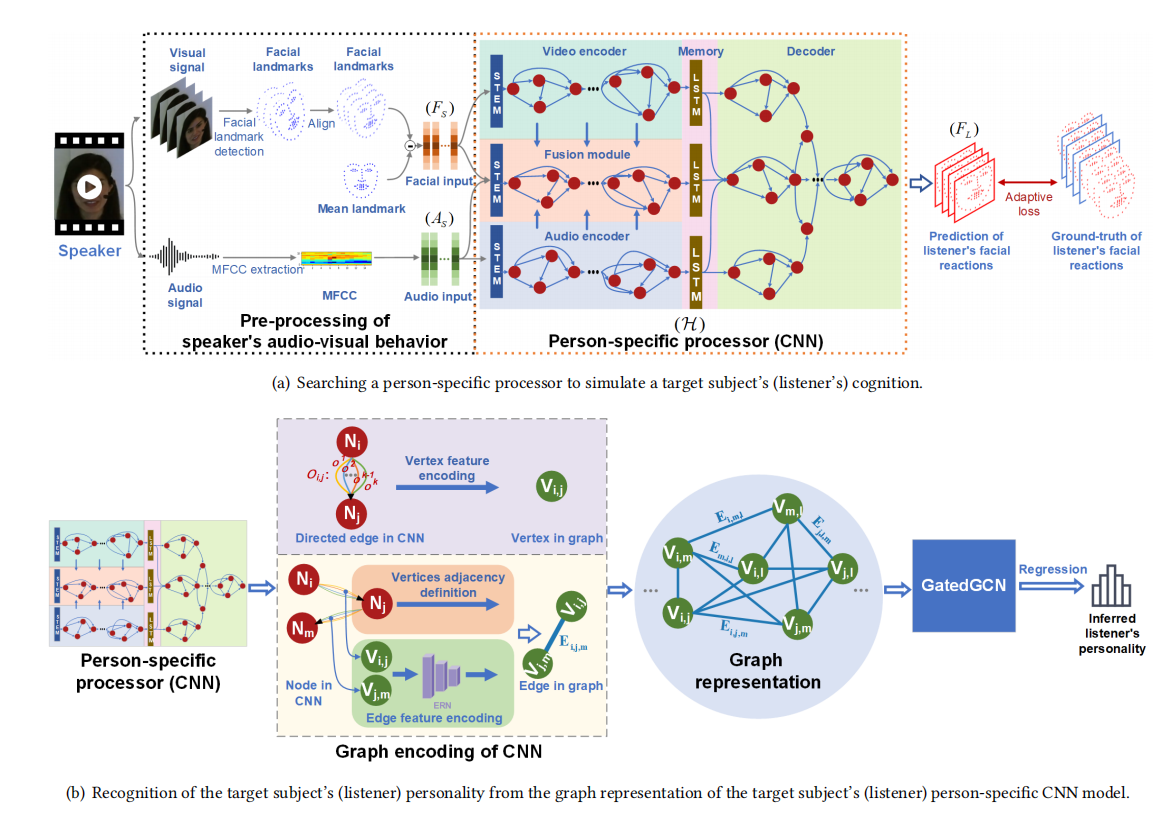 Visual
signal
Facial
landmarks
Facial
landmarks
Facial
landmark
detection
Align
(F_S)
Facial input
Mean landmark
Speaker
Audio
signal
MFCC extraction
MFCC
(A_S)
Audio input
Pre-processing of
speaker's audio-visual behavior
Video encoder
Memory
Decoder
STEM
LSTM
Fusion module
STEM
LSTM
Audio encoder
STEM
LSTM
(ℋ)
Person-specific processor (CNN)
(F_L)
Adaptive
loss
Prediction of
listener's facial
reactions
Ground-truth of
listener's facial
reactions
(a) Searching a person-specific processor to simulate a target subject's (listener's) cognition.
STEM
LSTM
STEM
LSTM
STEM
LSTM
Person-specific
processor (CNN)
N_i
O_{i,j}:
o^1
o^2
o^{k-1}
o^k
N_j
Directed edge in CNN
Vertex feature
encoding
V_{i,j}
Vertex in graph
N_i
N_j
N_m
Vertices adjacency
definition
Node in
CNN
V_{i,j}
V_{j,m}
ERN
Edge feature encoding
V_{i,j}
E_{i,j,m}
V_{j,m}
Edge in graph
Graph encoding of CNN
V_{m,l}
E_{i,m,l}
E_{j,l,m}
V_{i,m}
E_{m,i,j}
V_{i,l}
V_{j,l}
V_{i,j}
E_{i,j,m}
V_{j,m}
Graph
representation
GatedGCN
Regression
Inferred
listener's
personality
(b) Recognition of the target subject's (listener) personality from the graph representation of the target subject's (listener) person-specific CNN model.